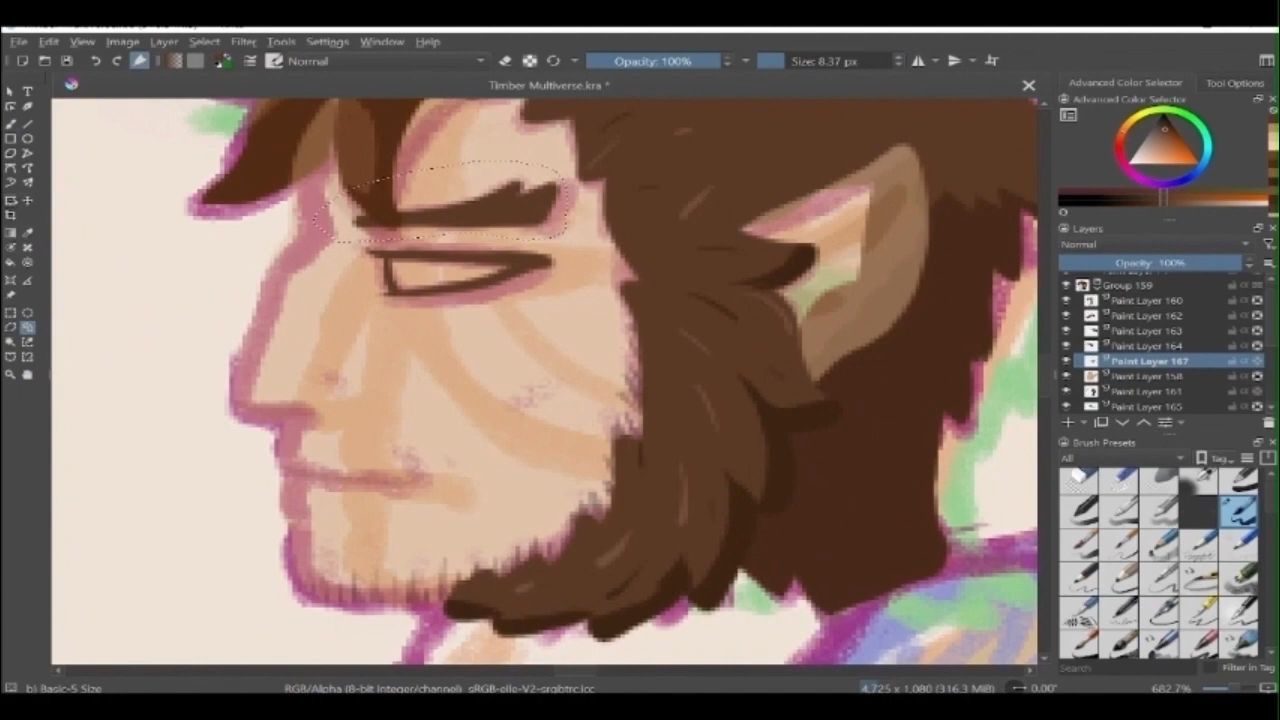 File Edit View Image Layer Select Filter Tools Settings Window Help
Normal Opacity: 100% Size: 8.37 px
Timber Multiverse.kra *
Advanced Color Selector Tool Options
Advanced Color Selector
Layers
Normal
Opacity: 100%
Group 159
Paint Layer 160
Paint Layer 162
Paint Layer 163
Paint Layer 164
Paint Layer 167
Paint Layer 158
Paint Layer 161
Paint Layer 165
Brush Presets
All Tag
Search Filter in Tag
b) Basic-5 Size RGB/Alpha (8-bit integer/channel) sRGB-elle-V2-srgbtrc.icc 4,725 x 1,080 (316.3 MiB) 0.00° 682.7%